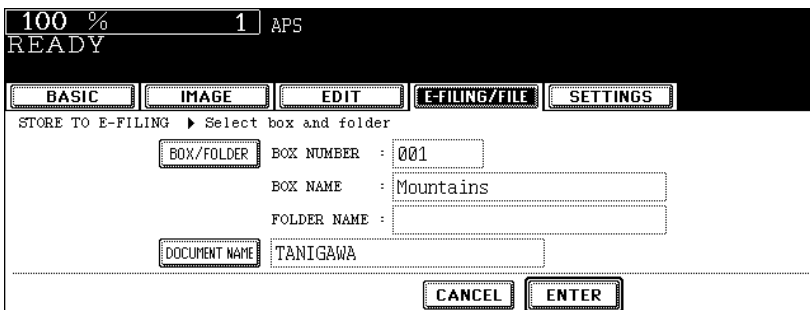 100 % 1 APS
READY
BASIC IMAGE EDIT E-FILING/FILE SETTINGS
STORE TO E-FILING ▶ Select box and folder
BOX/FOLDER BOX NUMBER : 001
BOX NAME : Mountains
FOLDER NAME :
DOCUMENT NAME TANIGAWA
CANCEL ENTER